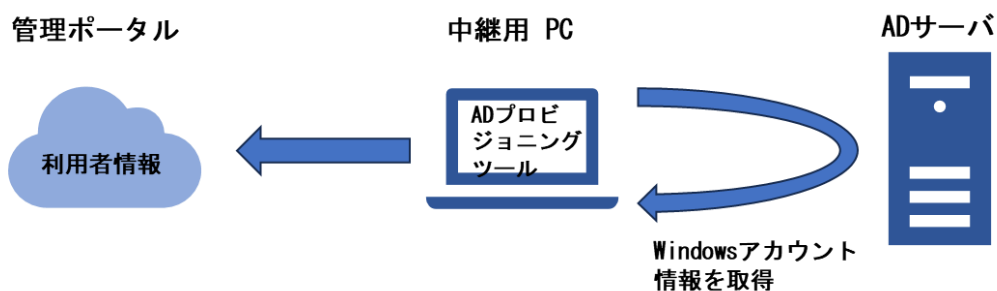 管理ポータル
中継用 PC
ADサーバ
利用者情報
ADプロビ
ジョニング
ツール
Windowsアカウント
情報を取得